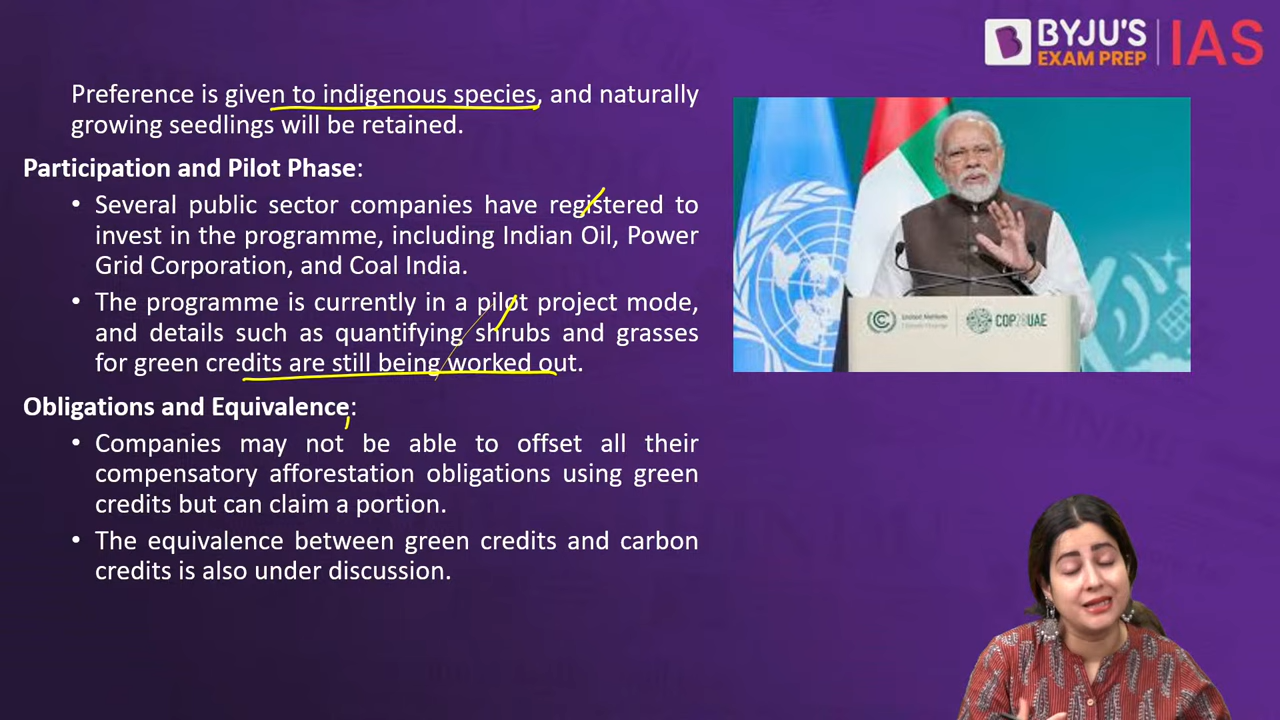 BYJU'S
EXAM PREP
IAS
Preference is given to indigenous species, and naturally
growing seedlings will be retained.
Participation and Pilot Phase:
• Several public sector companies have registered to
invest in the programme, including Indian Oil, Power
Grid Corporation, and Coal India.
• The programme is currently in a pilot project mode,
and details such as quantifying shrubs and grasses
for green credits are still being worked out.
Obligations and Equivalence:
• Companies may not be able to offset all their
compensatory afforestation obligations using green
credits but can claim a portion.
• The equivalence between green credits and carbon
credits is also under discussion.
United Nations
Climate Change
COP28UAE